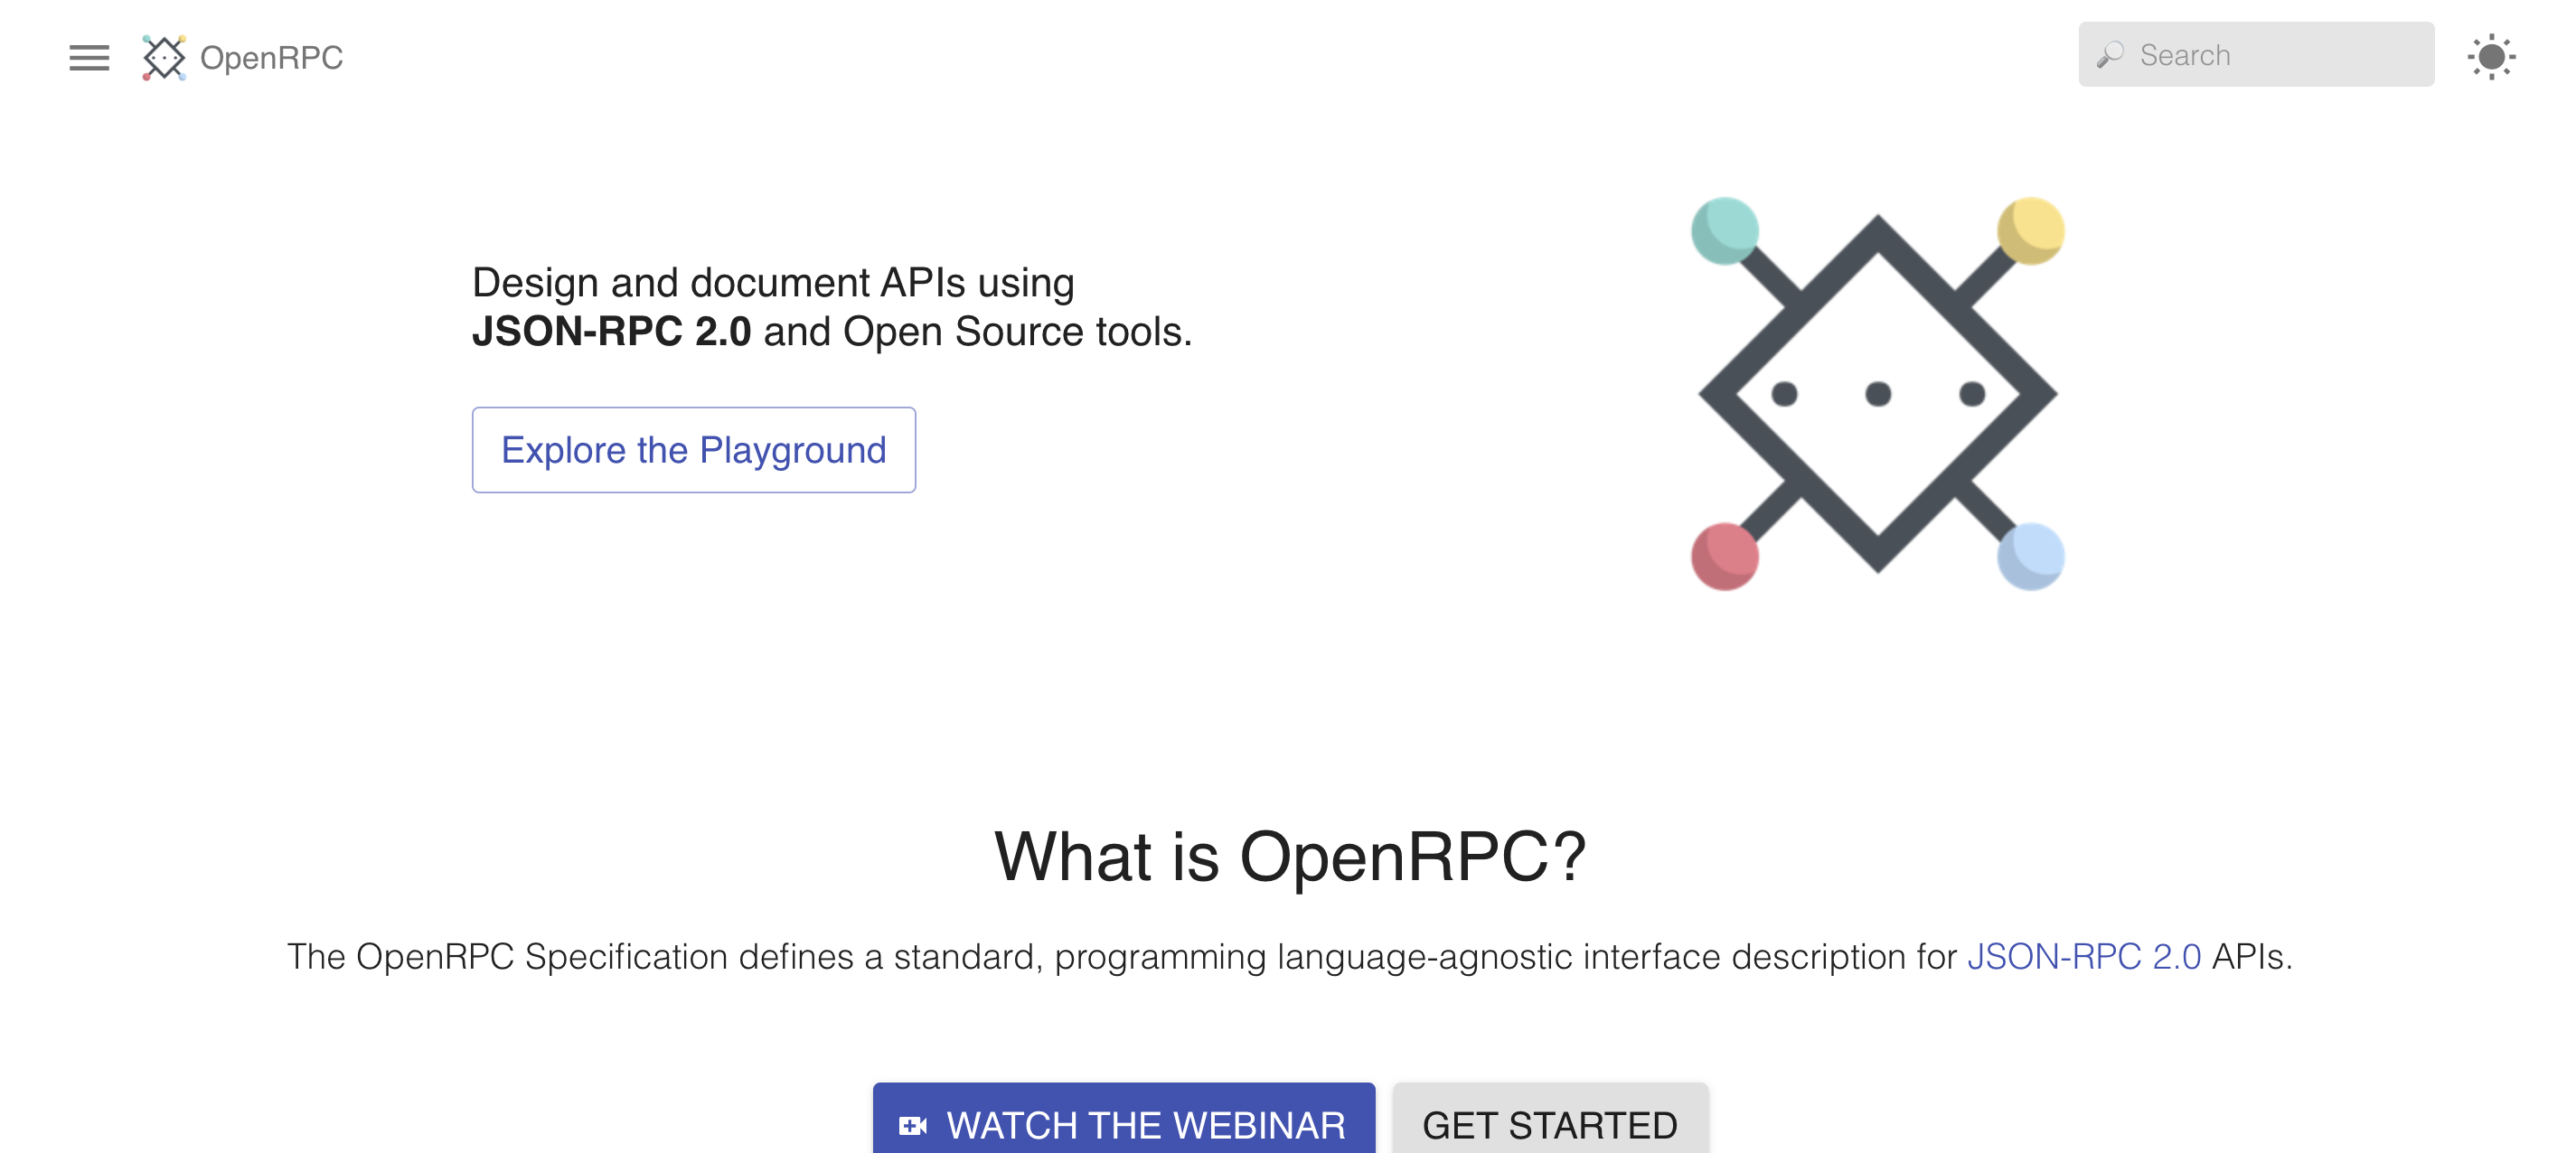 OpenRPC
Search
Design and document APIs using
JSON-RPC 2.0 and Open Source tools.
Explore the Playground
What is OpenRPC?
The OpenRPC Specification defines a standard, programming language-agnostic interface description for JSON-RPC 2.0 APIs.
WATCH THE WEBINAR
GET STARTED